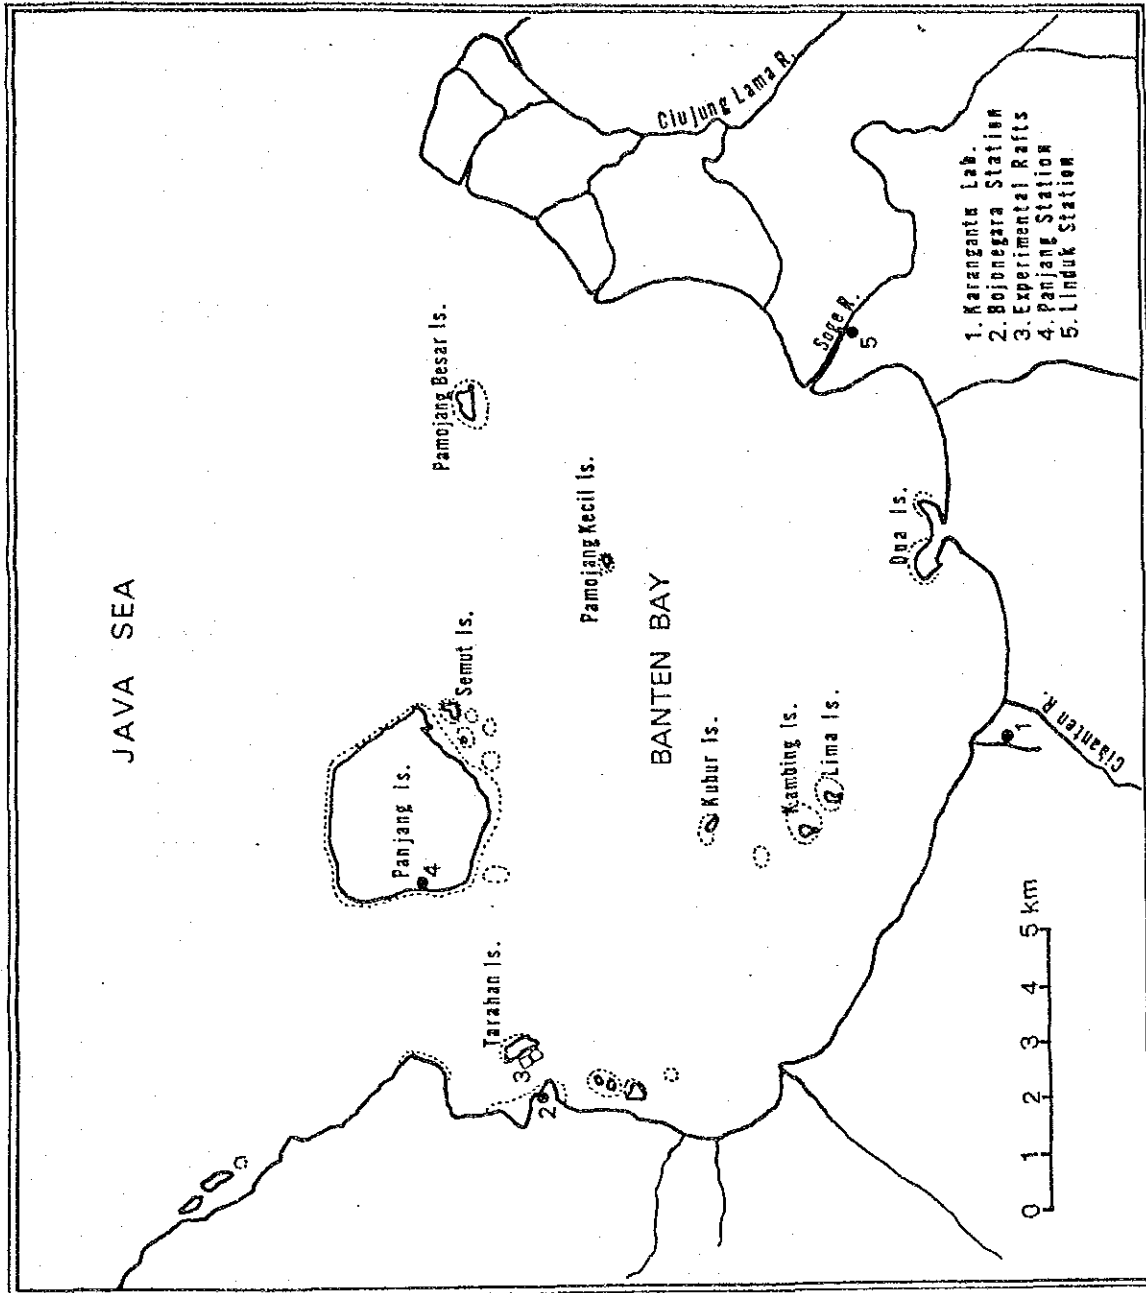 JAVA SEA
Panjang Is.
4
Semut Is.
Pamojang Besar Is.
Tarahan Is.
3
2
Pamojang Kecil Is.
BANTEN BAY
Kubur Is.
Kambing Is.
Lima Is.
Dua Is.
Ciujung Lama R.
Soge R.
5
1
R.
0 1 2 3 4 5 km
1. Karangantu Lab.
2. Bojonegara Station
3. Experimental Rafts
4. Panjang Station
5. Linduk Station